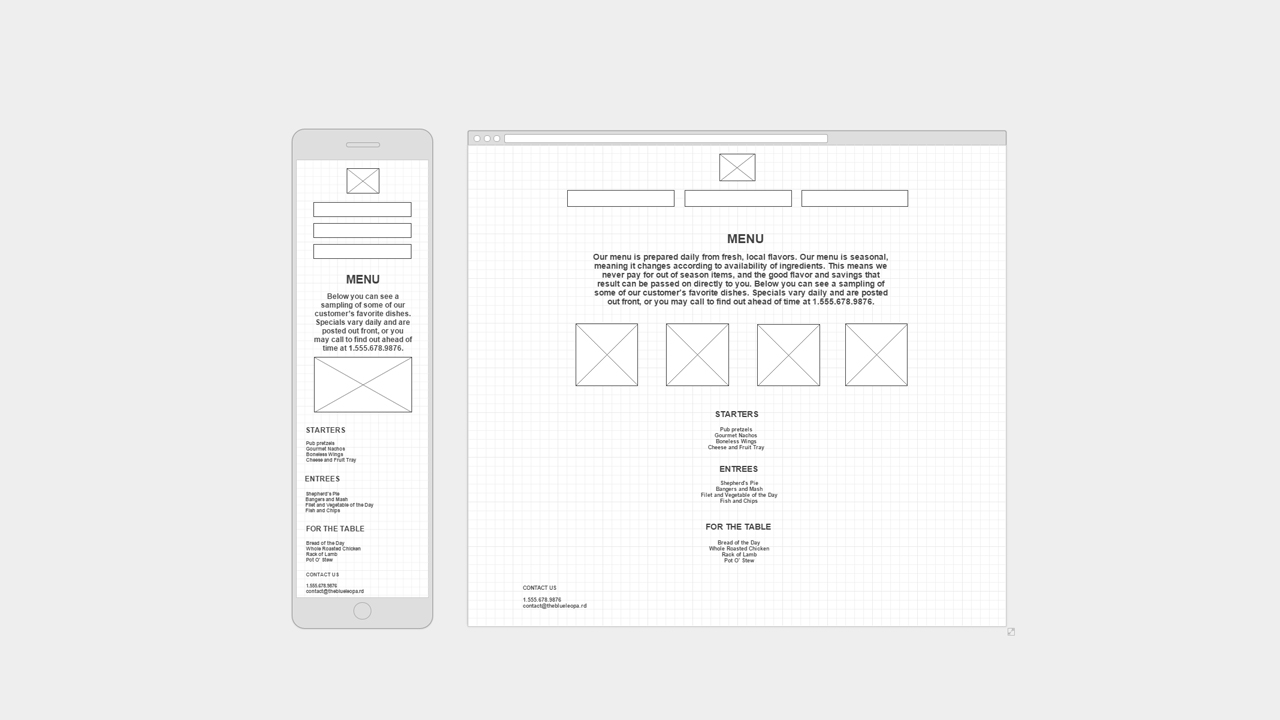 MENU
Below you can see a
sampling of some of our
customer's favorite dishes.
Specials vary daily and are
posted out front, or you
may call to find out ahead of
time at 1.555.678.9876.
STARTERS
Pub pretzels
Gourmet Nachos
Boneless Wings
Cheese and Fruit Tray
ENTREES
Shepherd's Pie
Bangers and Mash
Filet and Vegetable of the Day
Fish and Chips
FOR THE TABLE
Bread of the Day
Whole Roasted Chicken
Rack of Lamb
Pot O' Stew
CONTACT US
1.555.678.9876
contact@theblueleopa.rd
MENU
Our menu is prepared daily from fresh, local flavors. Our menu is seasonal,
meaning it changes according to availability of ingredients. This means we
never pay for out of season items, and the good flavor and savings that
result can be passed on directly to you. Below you can see a sampling of
some of our customer's favorite dishes. Specials vary daily and are posted
out front, or you may call to find out ahead of time at 1.555.678.9876.
STARTERS
Pub pretzels
Gourmet Nachos
Boneless Wings
Cheese and Fruit Tray
ENTREES
Shepherd's Pie
Bangers and Mash
Filet and Vegetable of the Day
Fish and Chips
FOR THE TABLE
Bread of the Day
Whole Roasted Chicken
Rack of Lamb
Pot O' Stew
CONTACT US
1.555.678.9876
contact@theblueleopa.rd